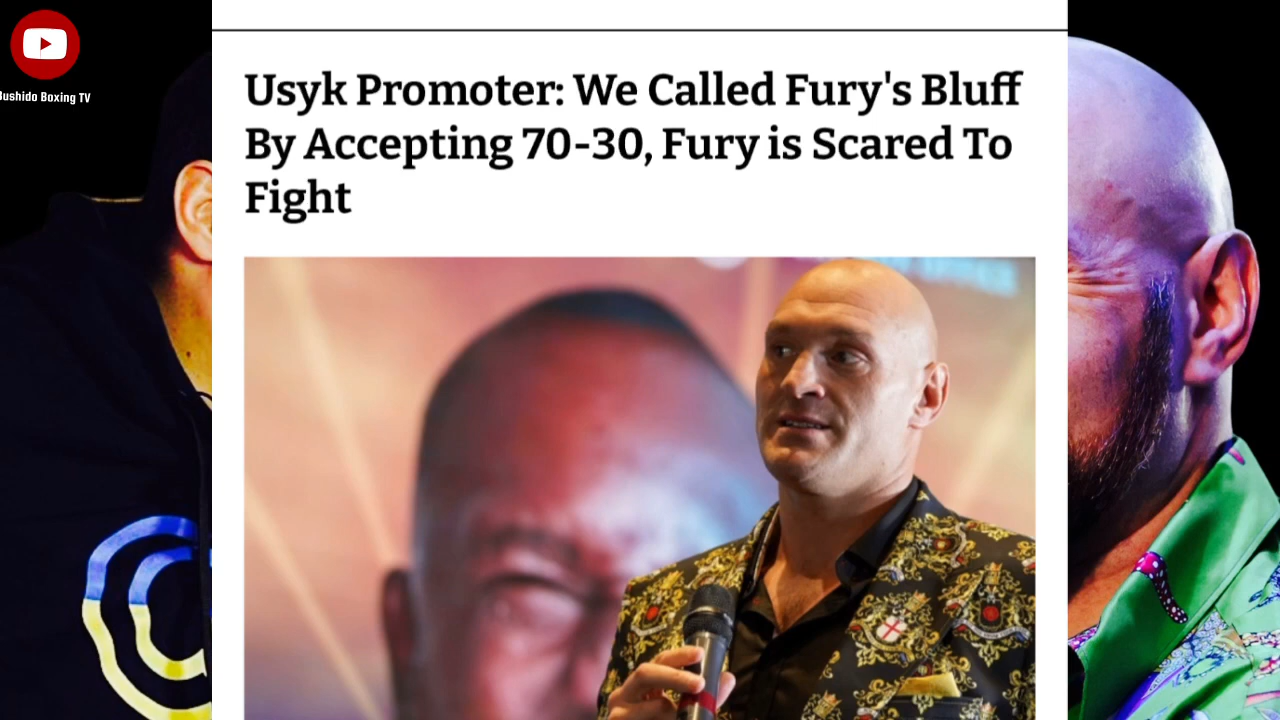 Bushido Boxing TV
Usyk Promoter: We Called Fury's Bluff
By Accepting 70-30, Fury is Scared To
Fight